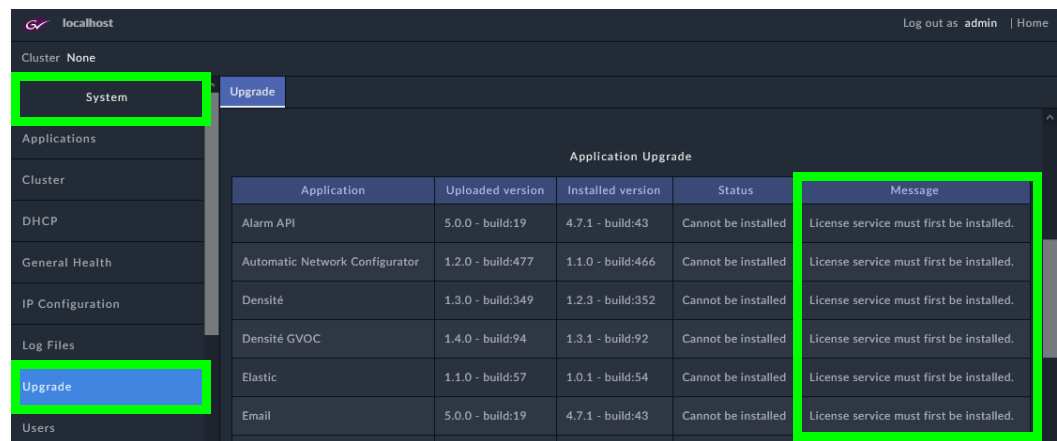 GV localhost Log out as admin | Home
Cluster None
System
Upgrade
Applications
Cluster
DHCP
General Health
IP Configuration
Log Files
Upgrade
Users
Application Upgrade
Application Uploaded version Installed version Status Message
Alarm API 5.0.0 - build:19 4.7.1 - build:43 Cannot be installed License service must first be installed.
Automatic Network Configurator 1.2.0 - build:477 1.1.0 - build:466 Cannot be installed License service must first be installed.
Densité 1.3.0 - build:349 1.2.3 - build:352 Cannot be installed License service must first be installed.
Densité GVOC 1.4.0 - build:94 1.3.1 - build:92 Cannot be installed License service must first be installed.
Elastic 1.1.0 - build:57 1.0.1 - build:54 Cannot be installed License service must first be installed.
Email 5.0.0 - build:19 4.7.1 - build:43 Cannot be installed License service must first be installed.